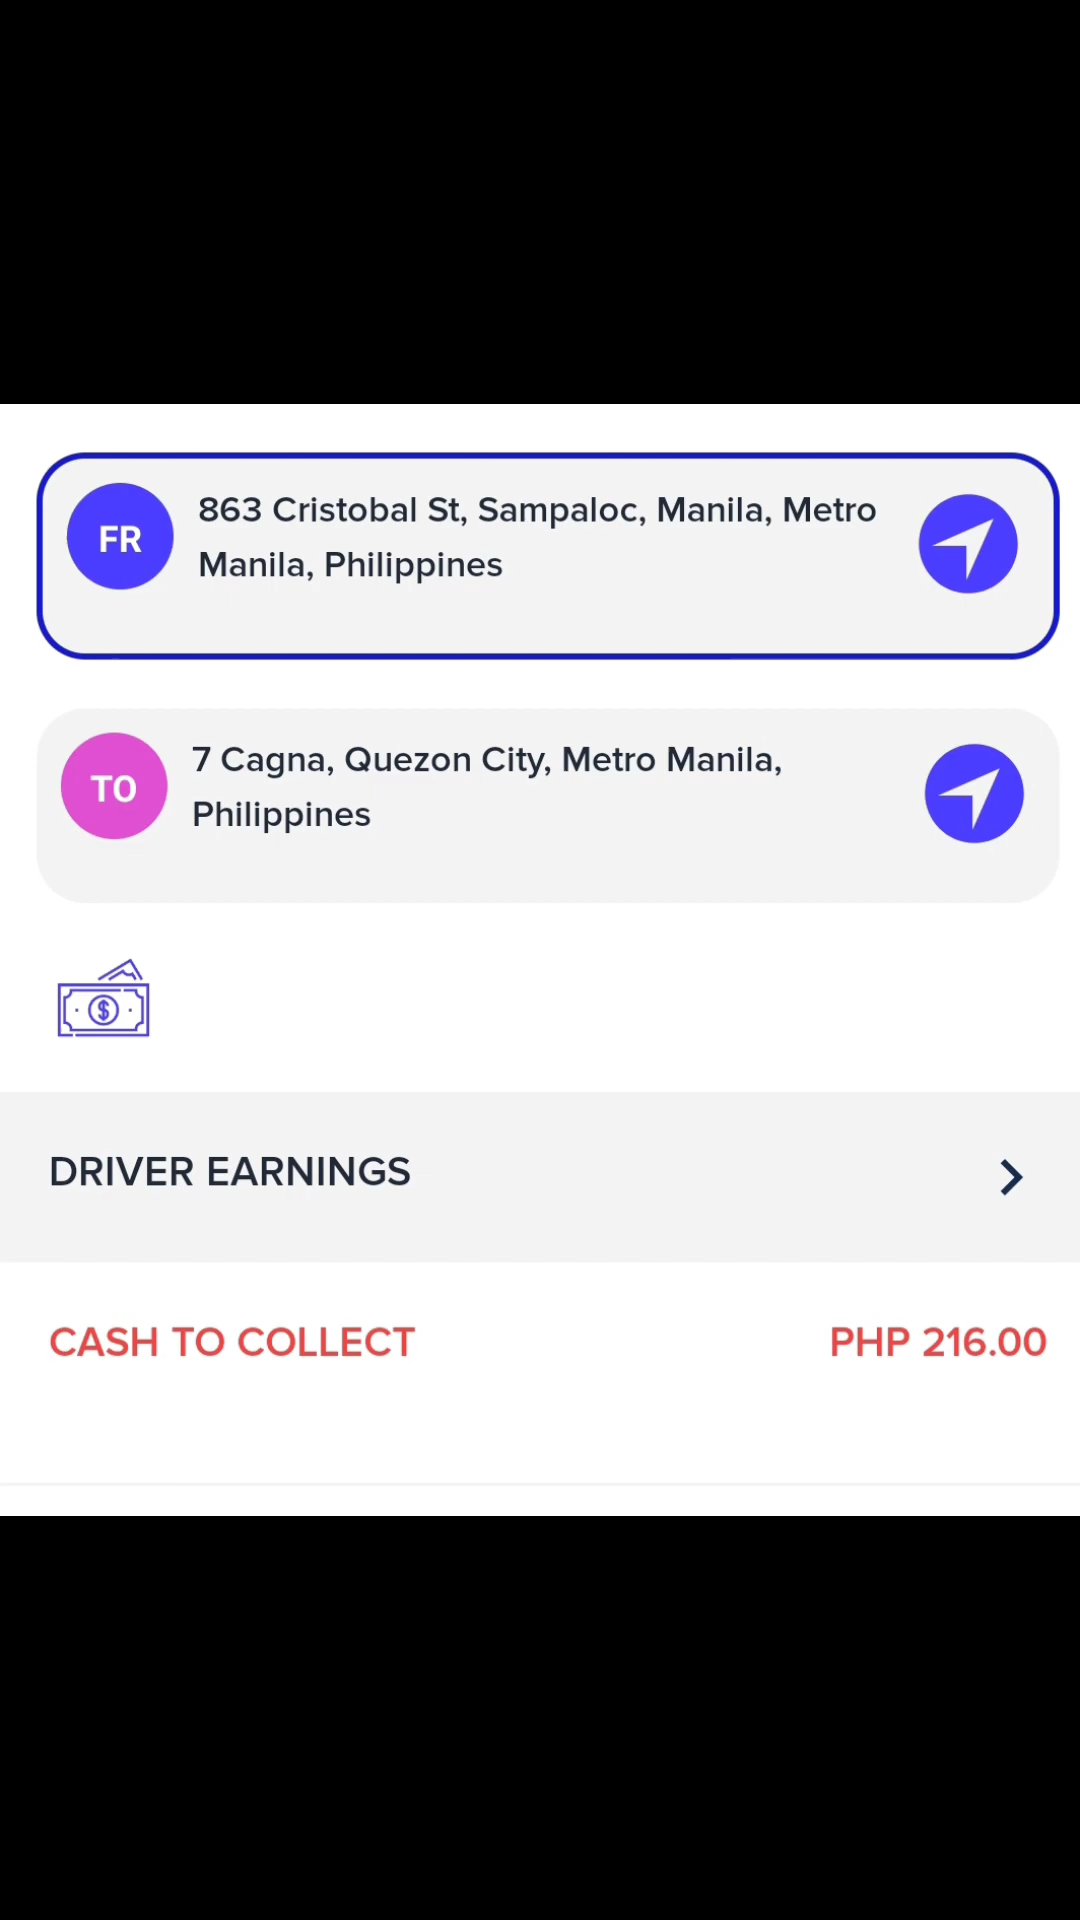 FR
863 Cristobal St, Sampaloc, Manila, Metro
Manila, Philippines
TO
7 Cagna, Quezon City, Metro Manila,
Philippines
$
DRIVER EARNINGS
CASH TO COLLECT PHP 216.00